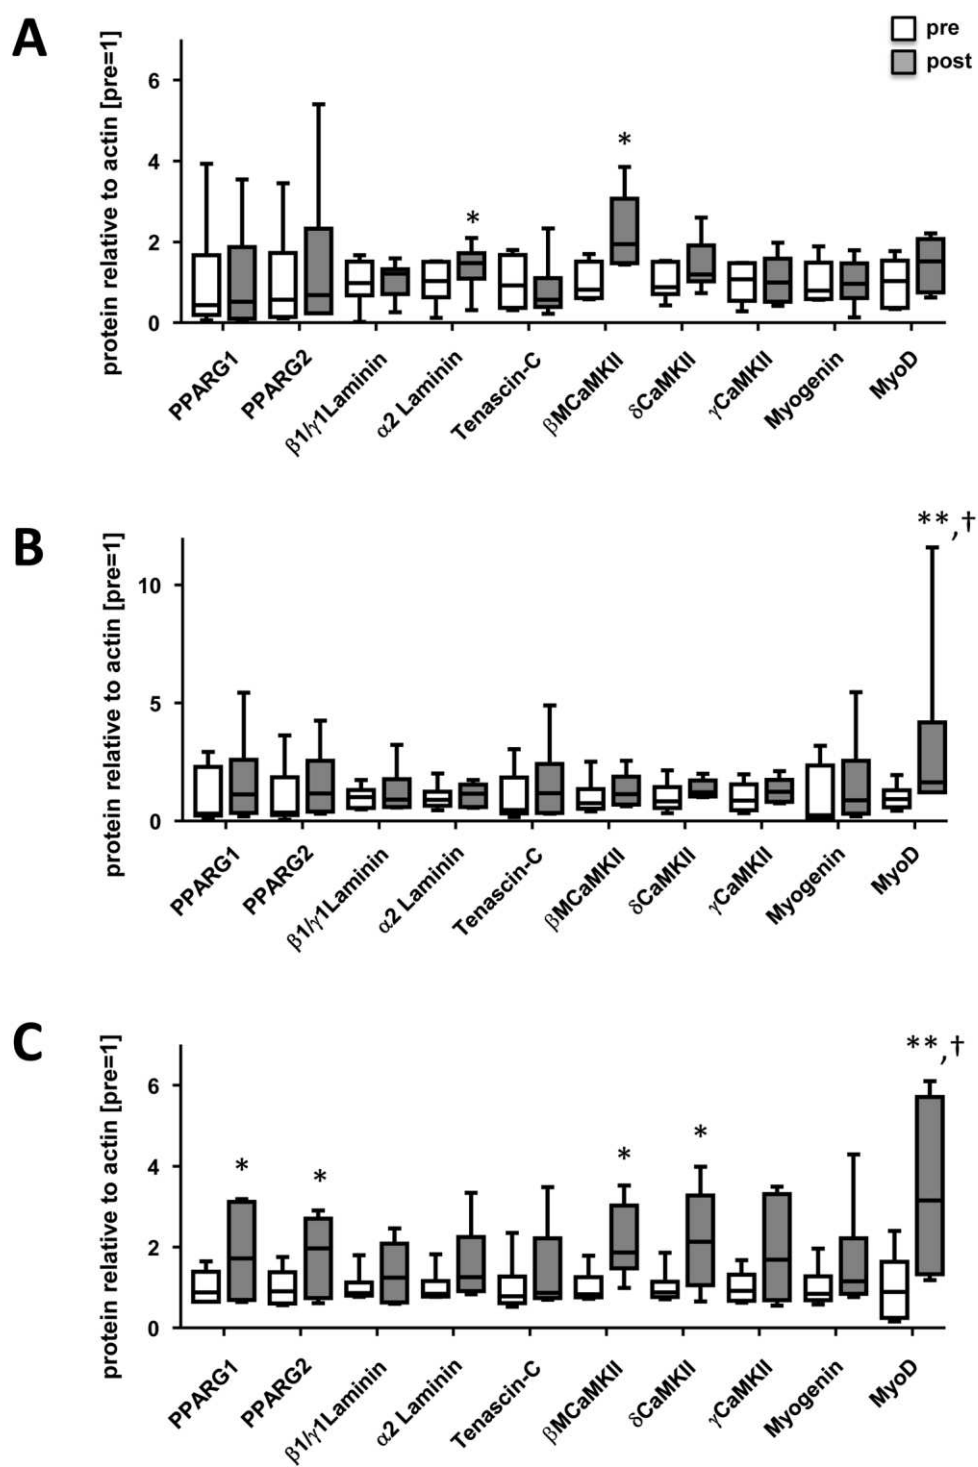 A
pre
post
protein relative to actin [pre=1]
6
4
2
0
*
*
PPARG1
PPARG2
β1/γ1Laminin
α2 Laminin
Tenascin-C
βMCaMKII
δCaMKII
γCaMKII
Myogenin
MyoD
B
protein relative to actin [pre=1]
10
5
0
**,†
PPARG1
PPARG2
β1/γ1Laminin
α2 Laminin
Tenascin-C
βMCaMKII
δCaMKII
γCaMKII
Myogenin
MyoD
C
protein relative to actin [pre=1]
6
4
2
0
*
*
*
*
**,†
PPARG1
PPARG2
β1/γ1Laminin
α2 Laminin
Tenascin-C
βMCaMKII
δCaMKII
γCaMKII
Myogenin
MyoD